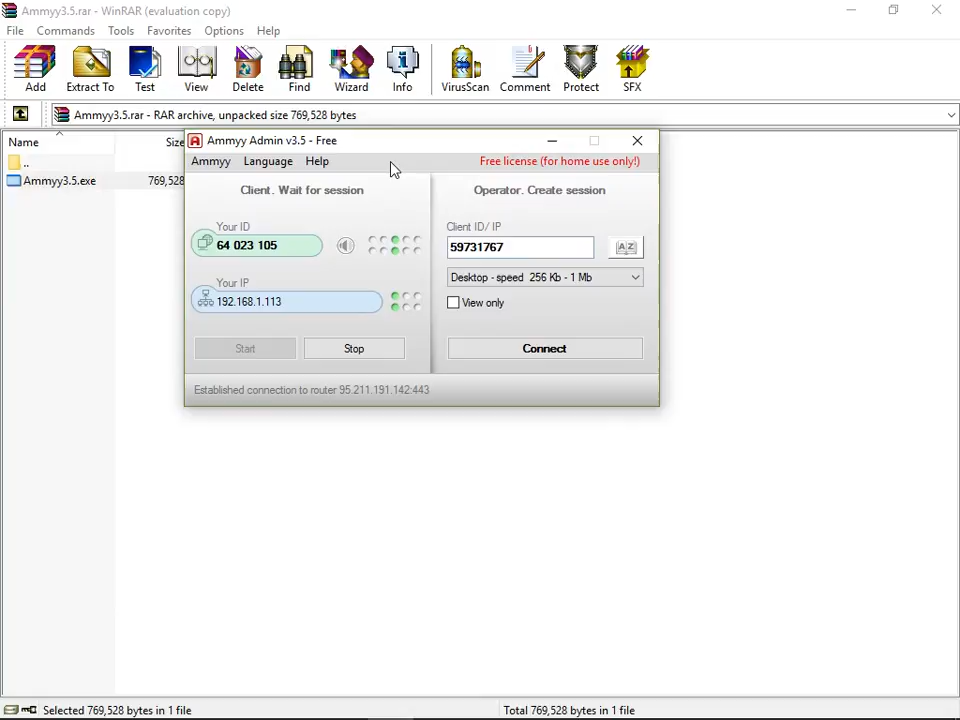 Ammyy3.5.rar - WinRAR (evaluation copy)
File Commands Tools Favorites Options Help
Add Extract To Test View Delete Find Wizard Info VirusScan Comment Protect SFX
Ammyy3.5.rar - RAR archive, unpacked size 769,528 bytes
Name Size
..
Ammyy3.5.exe 769,528
Ammyy Admin v3.5 - Free
Ammyy Language Help Free license (for home use only!)
Client. Wait for session
Your ID
64 023 105
Your IP
192.168.1.113
Start Stop
Operator. Create session
Client ID/ IP
59731767
AZ
Desktop - speed 256 Kb - 1 Mb
View only
Connect
Established connection to router 95.211.191.142:443
Selected 769,528 bytes in 1 file
Total 769,528 bytes in 1 file